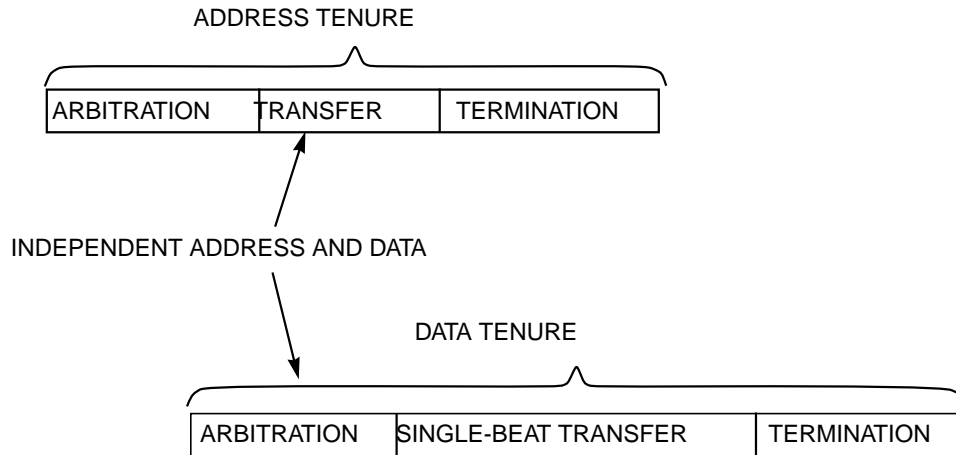 ADDRESS TENURE
ARBITRATION TRANSFER TERMINATION
INDEPENDENT ADDRESS AND DATA
DATA TENURE
ARBITRATION SINGLE-BEAT TRANSFER TERMINATION